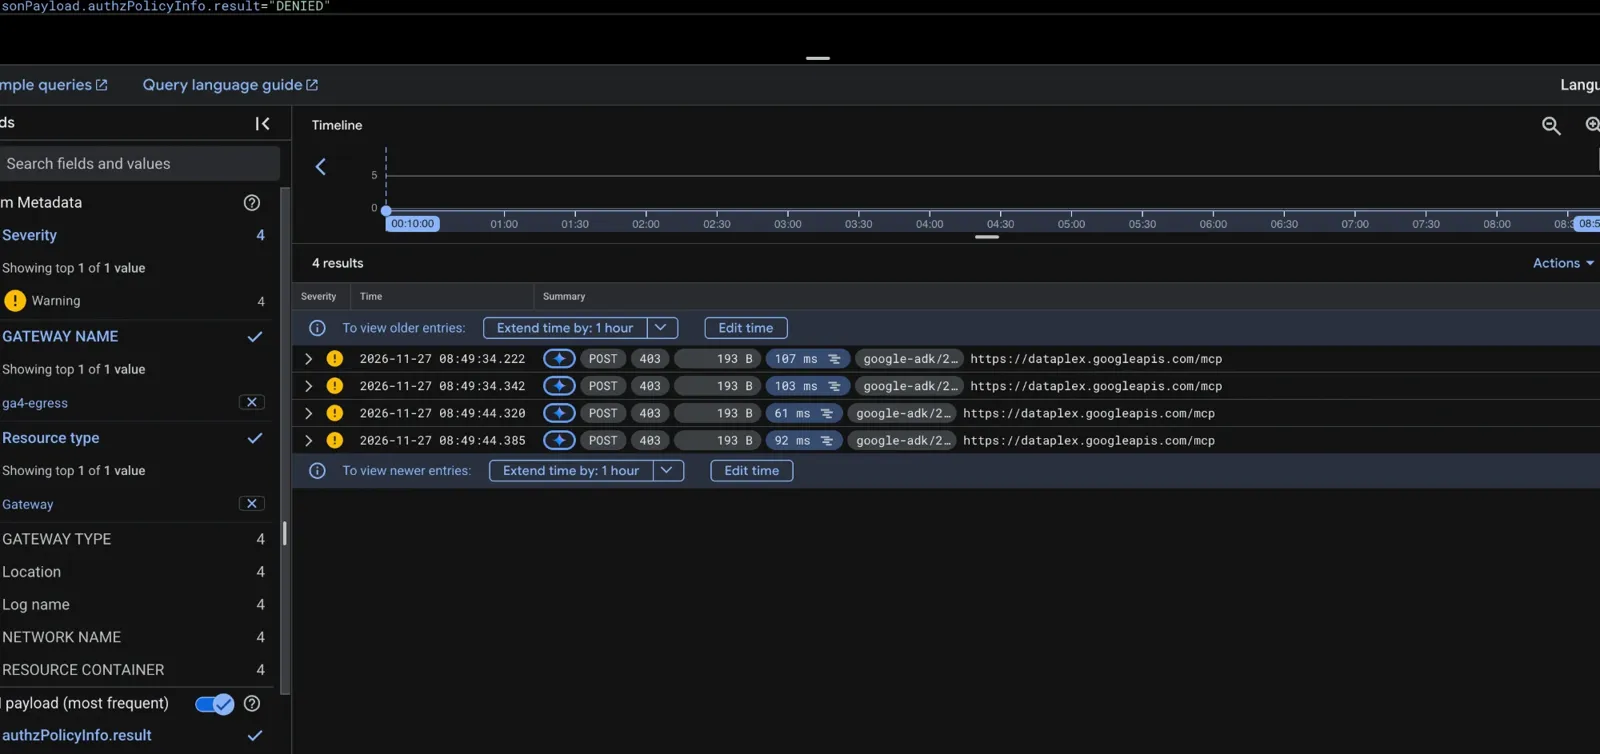 sonPayload.authzPolicyInfo.result="DENIED"
mple queries
Query language guide
Langu
ds
Search fields and values
m Metadata
Severity 4
Showing top 1 of 1 value
Warning 4
GATEWAY NAME
Showing top 1 of 1 value
ga4-egress
Resource type
Showing top 1 of 1 value
Gateway
GATEWAY TYPE 4
Location 4
Log name 4
NETWORK NAME 4
RESOURCE CONTAINER 4
l payload (most frequent)
authzPolicyInfo.result
Timeline
5
0
00:10:00 01:00 01:30 02:00 02:30 03:00 03:30 04:00 04:30 05:00 05:30 06:00 06:30 07:00 07:30 08:00 08:3 08:5
4 results
Actions
Severity Time Summary
To view older entries: Extend time by: 1 hour Edit time
2026-11-27 08:49:34.222 POST 403 193 B 107 ms google-adk/2… https://dataplex.googleapis.com/mcp
2026-11-27 08:49:34.342 POST 403 193 B 103 ms google-adk/2… https://dataplex.googleapis.com/mcp
2026-11-27 08:49:44.320 POST 403 193 B 61 ms google-adk/2… https://dataplex.googleapis.com/mcp
2026-11-27 08:49:44.385 POST 403 193 B 92 ms google-adk/2… https://dataplex.googleapis.com/mcp
To view newer entries: Extend time by: 1 hour Edit time